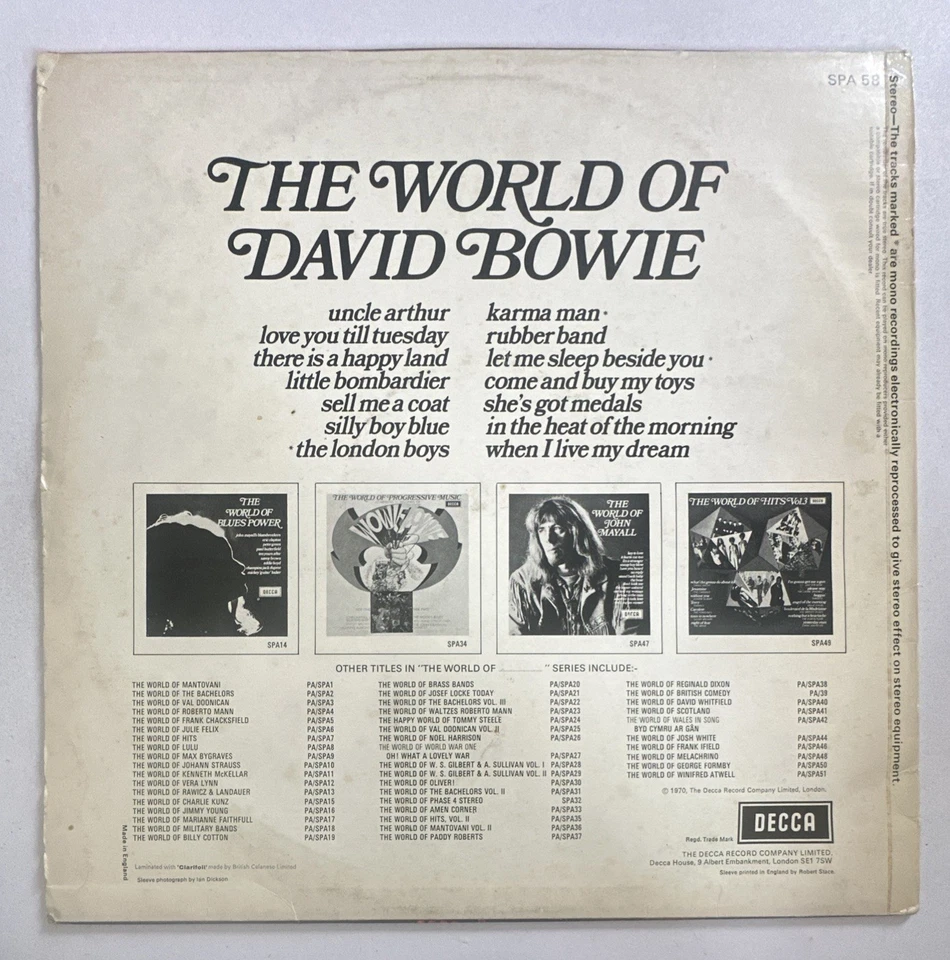 SPA 58
THE WORLD OF
DAVID BOWIE
uncle arthur
love you till tuesday
there is a happy land
little bombardier
sell me a coat
silly boy blue
*the london boys
karma man*
rubber band
let me sleep beside you*
come and buy my toys
she's got medals
in the heat of the morning
when I live my dream
THE
WORLD OF
BLUES POWER
DECCA
SPA14
THE WORLD OF PROGRESSIVE MUSIC
WOWIE
DECCA
SPA34
THE
WORLD OF
JOHN
MAYALL
DECCA
SPA47
THE WORLD OF HITS Vol.3
DECCA
SPA49
OTHER TITLES IN "THE WORLD OF ............" SERIES INCLUDE:-
THE WORLD OF MANTOVANI PA/SPA1
THE WORLD OF THE BACHELORS PA/SPA2
THE WORLD OF VAL DOONICAN PA/SPA3
THE WORLD OF ROBERTO MANN PA/SPA4
THE WORLD OF FRANK CHACKSFIELD PA/SPA5
THE WORLD OF JULIE FELIX PA/SPA6
THE WORLD OF HITS PA/SPA7
THE WORLD OF LULU PA/SPA8
THE WORLD OF MAX BYGRAVES PA/SPA9
THE WORLD OF JOHANN STRAUSS PA/SPA10
THE WORLD OF KENNETH McKELLAR PA/SPA11
THE WORLD OF VERA LYNN PA/SPA12
THE WORLD OF RAWICZ & LANDAUER PA/SPA13
THE WORLD OF CHARLIE KUNZ PA/SPA15
THE WORLD OF JIMMY YOUNG PA/SPA16
THE WORLD OF MARIANNE FAITHFULL PA/SPA17
THE WORLD OF MILITARY BANDS PA/SPA18
THE WORLD OF BILLY COTTON PA/SPA19
THE WORLD OF BRASS BANDS PA/SPA20
THE WORLD OF JOSEF LOCKE TODAY PA/SPA21
THE WORLD OF THE BACHELORS VOL. III PA/SPA22
THE WORLD OF WALTZES ROBERTO MANN PA/SPA23
THE HAPPY WORLD OF TOMMY STEELE PA/SPA24
THE WORLD OF VAL DOONICAN VOL. II PA/SPA25
THE WORLD OF NOEL HARRISON PA/SPA26
THE WORLD OF WORLD WAR ONE
OH! WHAT A LOVELY WAR PA/SPA27
THE WORLD OF W. S. GILBERT & A. SULLIVAN VOL. I PA/SPA28
THE WORLD OF W. S. GILBERT & A. SULLIVAN VOL. II PA/SPA29
THE WORLD OF OLIVER! PA/SPA30
THE WORLD OF THE BACHELORS VOL. II PA/SPA31
THE WORLD OF PHASE 4 STEREO SPA32
THE WORLD OF AMEN CORNER PA/SPA33
THE WORLD OF HITS, VOL. II PA/SPA35
THE WORLD OF MANTOVANI VOL. II PA/SPA36
THE WORLD OF PADDY ROBERTS PA/SPA37
THE WORLD OF REGINALD DIXON PA/SPA38
THE WORLD OF BRITISH COMEDY PA/39
THE WORLD OF DAVID WHITFIELD PA/SPA40
THE WORLD OF SCOTLAND PA/SPA41
THE WORLD OF WALES IN SONG PA/SPA42
BYD CYMRU AR GÂN
THE WORLD OF JOSH WHITE PA/SPA44
THE WORLD OF FRANK IFIELD PA/SPA46
THE WORLD OF MELACHRINO PA/SPA48
THE WORLD OF GEORGE FORMBY PA/SPA50
THE WORLD OF WINIFRED ATWELL PA/SPA51
© 1970, The Decca Record Company Limited, London.
Regd. Trade Mark
DECCA
THE DECCA RECORD COMPANY LIMITED,
Decca House, 9 Albert Embankment, London SE1 7SW
Sleeve printed in England by Robert Stace.
Made in England
Laminated with 'Clarifoil' made by British Celanese Limited
Sleeve photograph by Ian Dickson
Stereo—The tracks marked * are mono recordings electronically reprocessed to give stereo effect on stereo equipment.